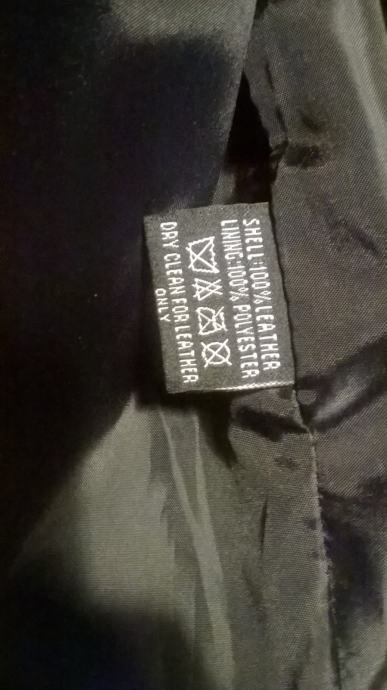 SHELL:100% LEATHER
LINING:100% POLYESTER
DRY CLEAN FOR LEATHER
ONLY